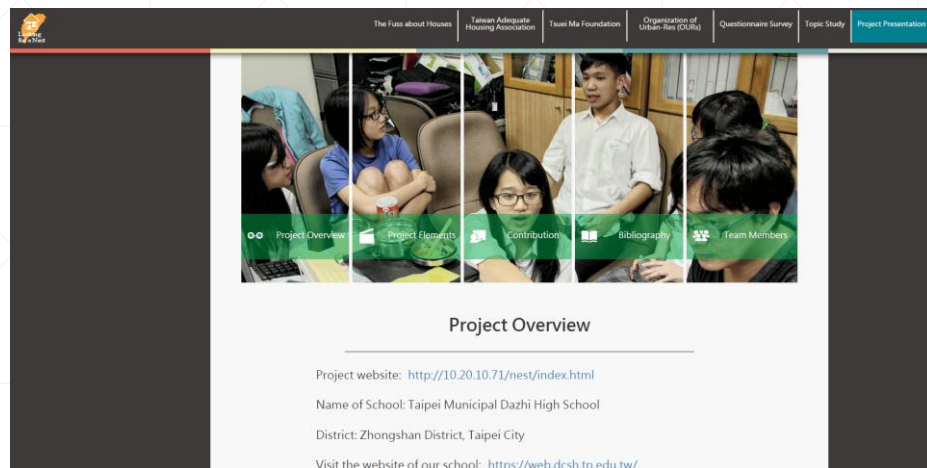 Looking
for a Nest
The Fuss about Houses
Taiwan Adequate
Housing Association
Tsuei Ma Foundation
Organization of
Urban-Res (OURs)
Questionnaire Survey
Topic Study
Project Presentation
Project Overview
Project Elements
Contribution
Bibliography
Team Members
Project Overview
Project website: http://10.20.10.71/nest/index.html
Name of School: Taipei Municipal Dazhi High School
District: Zhongshan District, Taipei City
Visit the website of our school: https://web.dcsh.tp.edu.tw/